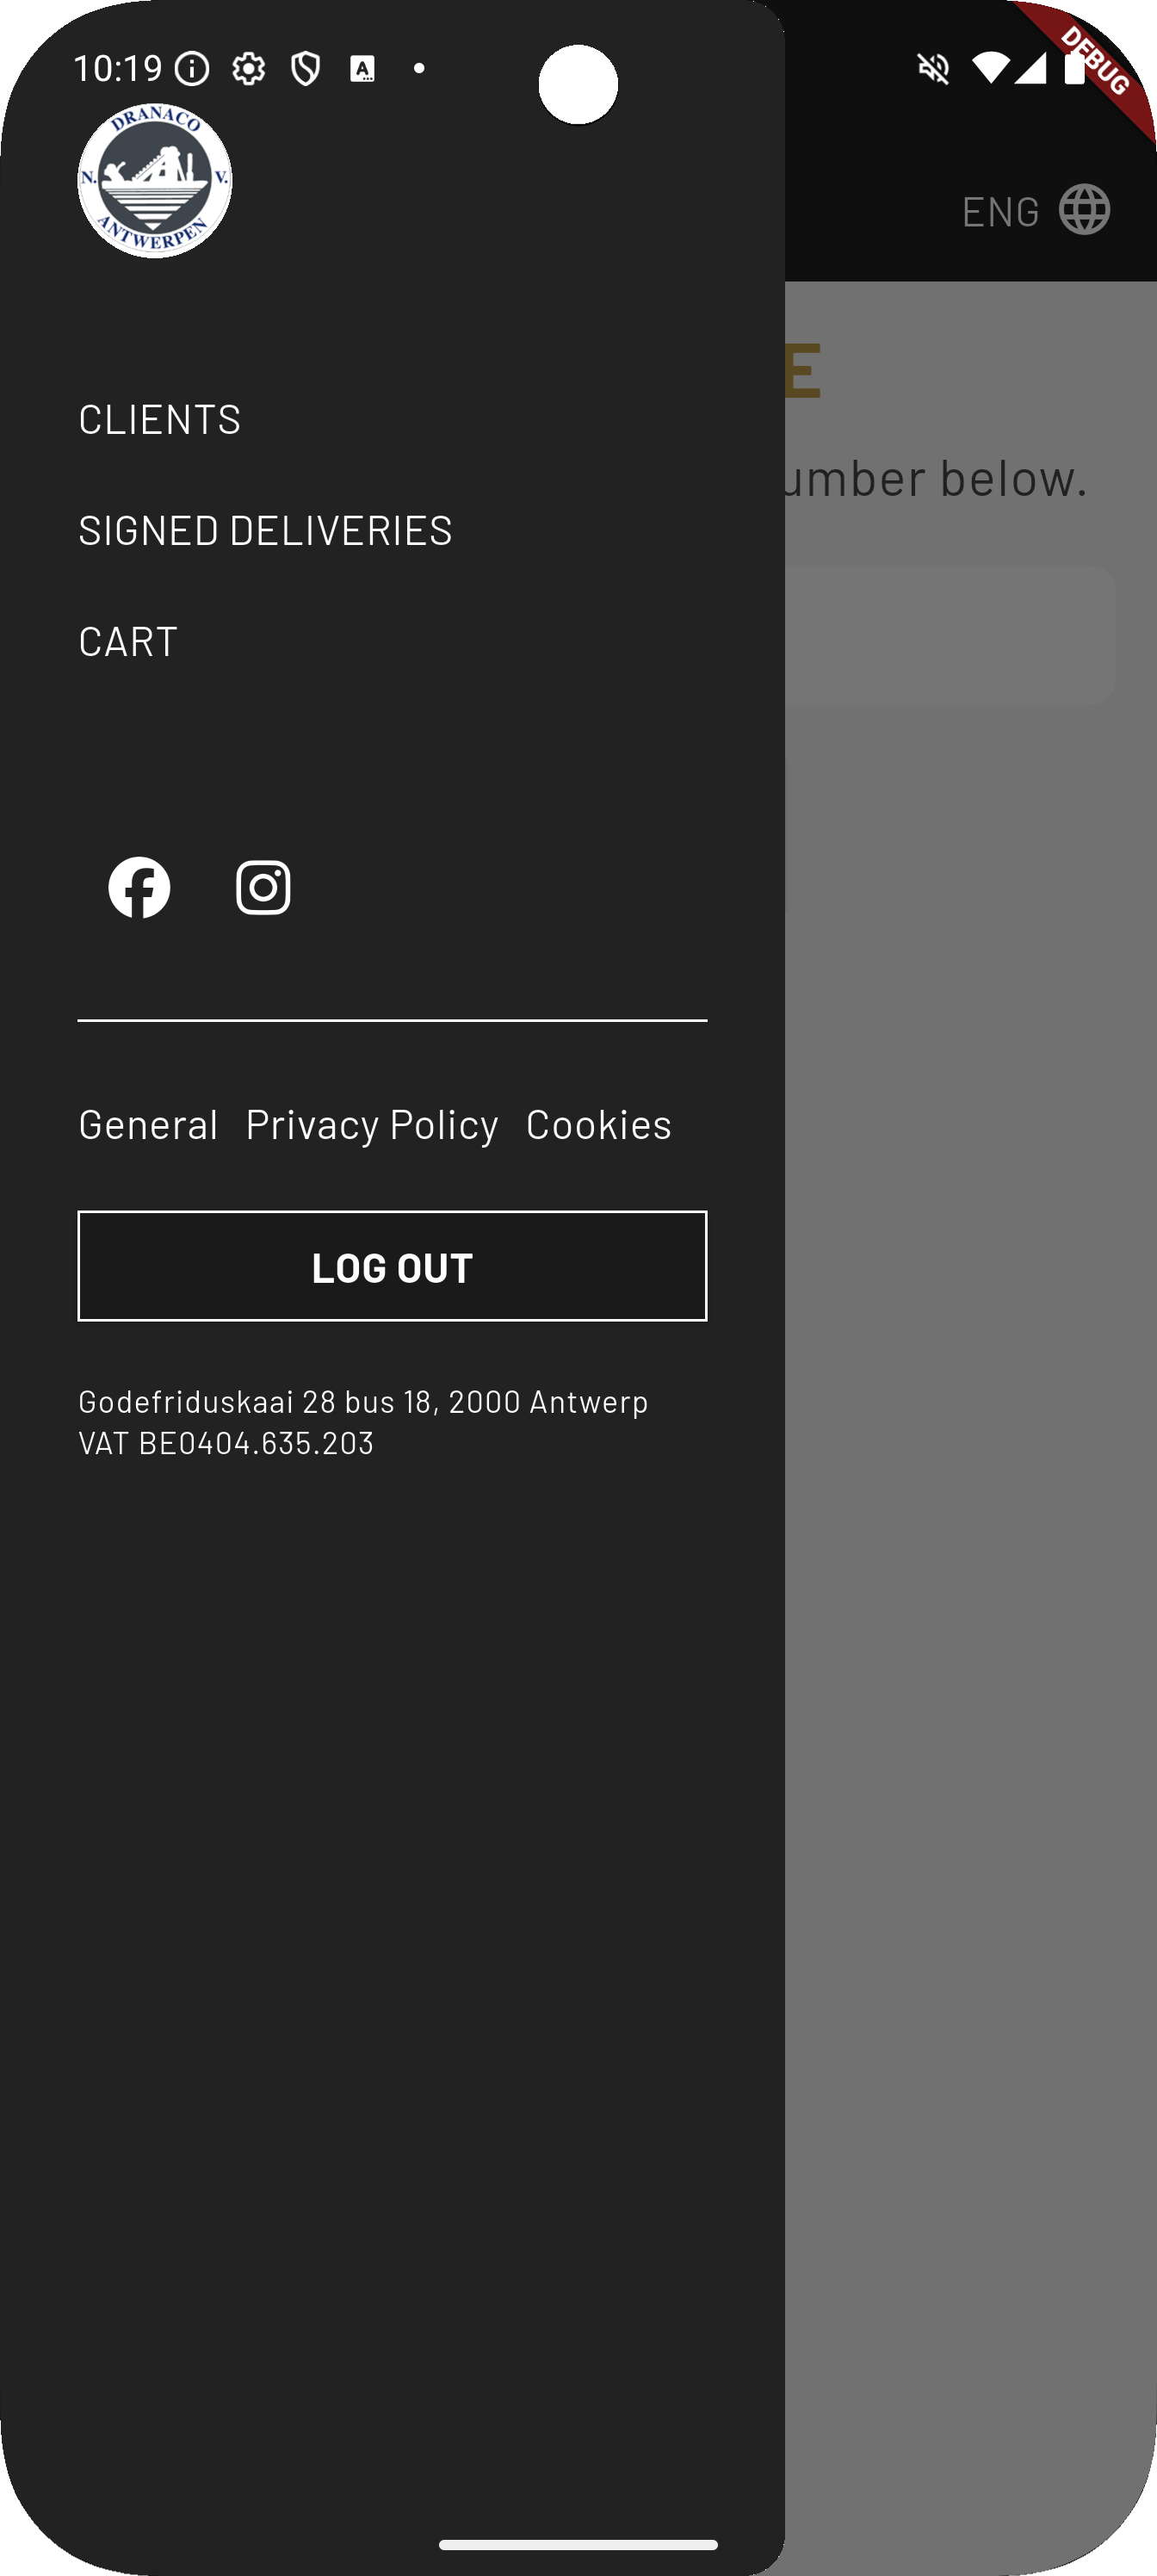 10:19
DEBUG
DRANACO
N. V.
ANTWERPEN
ENG
E
umber below.
CLIENTS
SIGNED DELIVERIES
CART
General Privacy Policy Cookies
LOG OUT
Godefriduskaai 28 bus 18, 2000 Antwerp
VAT BE0404.635.203